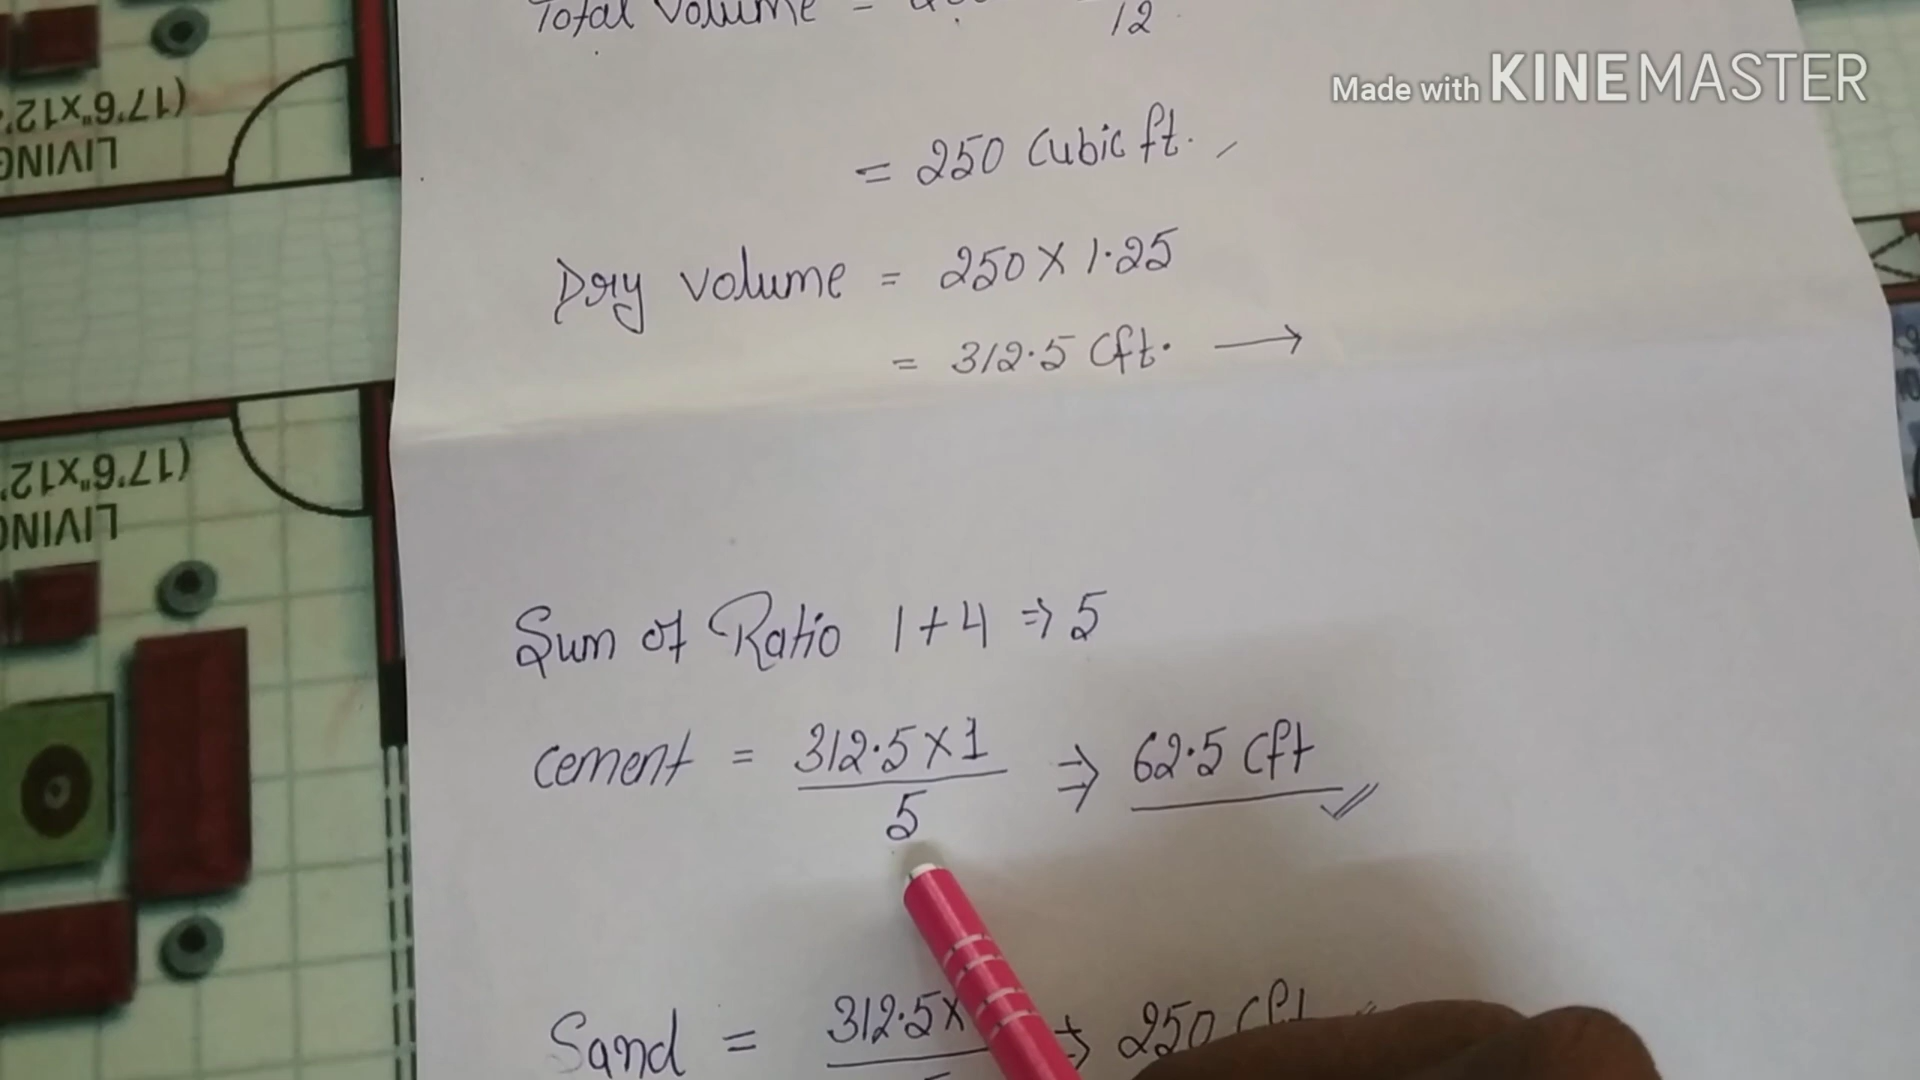 Total Volume =
12
Made with KINEMASTER
= 250 Cubic ft.
Dry volume = 250 × 1.25
= 312.5 Cft. →
Sum of Ratio 1+4 ⇒ 5
cement = 312.5 × 1 ⇒ 62.5 Cft
5
Sand = 312.5 × ⇒ 250 Cft
(17'6"X12'
LIVING
(17'6"X12'
LIVING